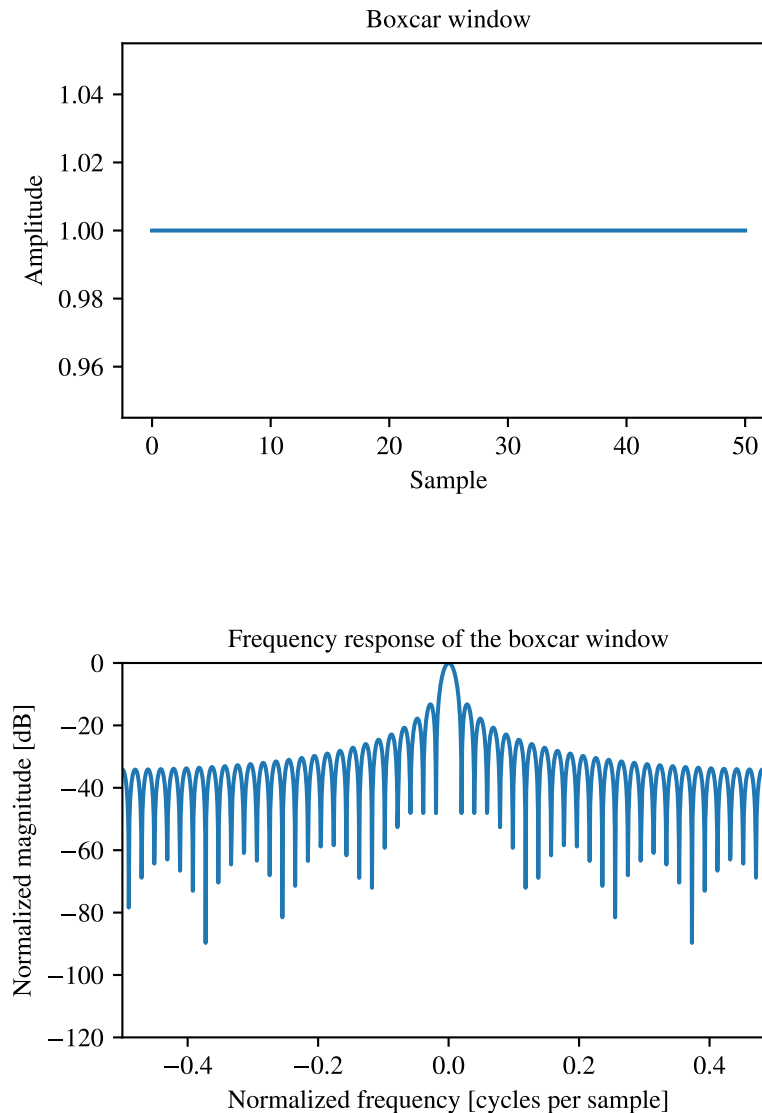 Boxcar window
1.04
1.02
1.00
0.98
0.96
Amplitude
0 10 20 30 40 50
Sample
Frequency response of the boxcar window
0
−20
−40
−60
−80
−100
−120
Normalized magnitude [dB]
−0.4 −0.2 0.0 0.2 0.4
Normalized frequency [cycles per sample]